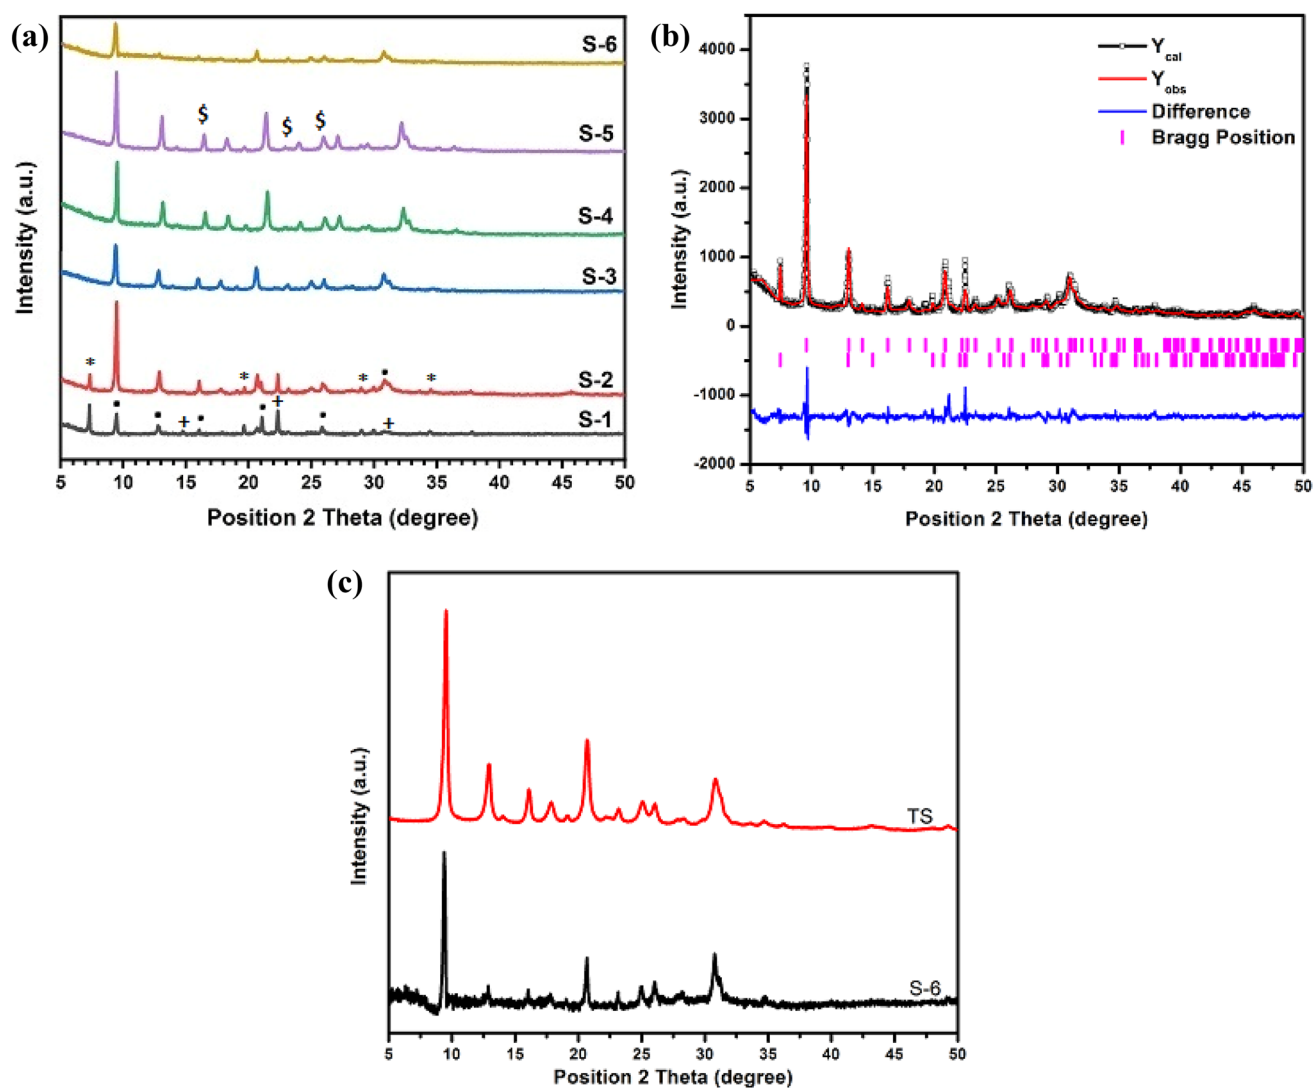 (a)
S-6
$ $ $
S-5
S-4
S-3
* * • * *
S-2
• • + • • + • +
S-1
Intensity (a.u.)
5 10 15 20 25 30 35 40 45 50
Position 2 Theta (degree)
(b)
Ycal
Yobs
Difference
Bragg Position
4000
3000
2000
1000
0
-1000
-2000
Intensity (a.u.)
5 10 15 20 25 30 35 40 45 50
Position 2 Theta (degree)
(c)
TS
S-6
Intensity (a.u.)
5 10 15 20 25 30 35 40 45 50
Position 2 Theta (degree)